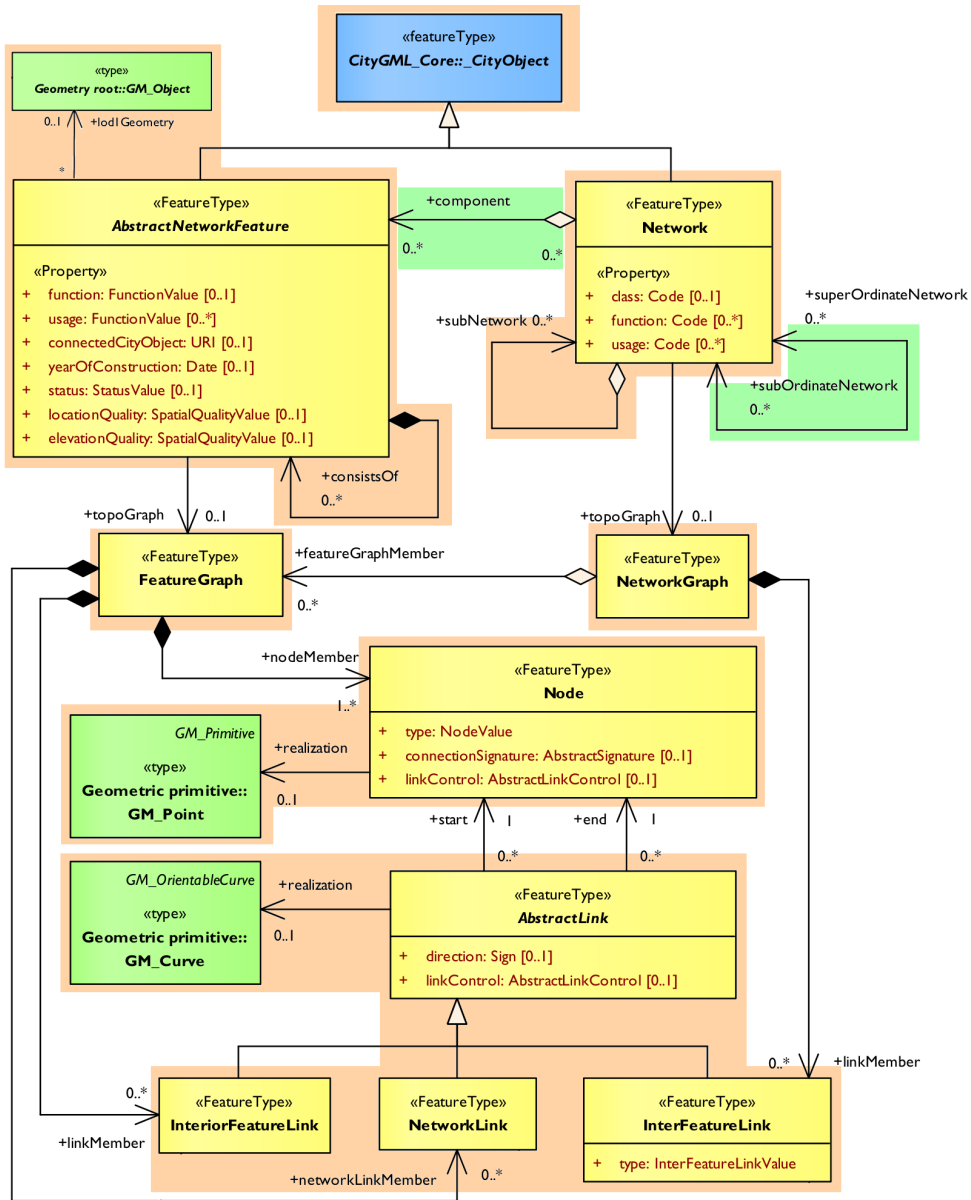 «featureType»
CityGML_Core::_CityObject
«type»
Geometry root::GM_Object
0..1
+lod1Geometry
*
«FeatureType»
AbstractNetworkFeature
«Property»
+ function: FunctionValue [0..1]
+ usage: FunctionValue [0..*]
+ connectedCityObject: URI [0..1]
+ yearOfConstruction: Date [0..1]
+ status: StatusValue [0..1]
+ locationQuality: SpatialQualityValue [0..1]
+ elevationQuality: SpatialQualityValue [0..1]
+component
0..*
0..*
«FeatureType»
Network
«Property»
+ class: Code [0..1]
+ function: Code [0..*]
+ usage: Code [0..*]
+superOrdinateNetwork
0..*
+subNetwork 0..*
+subOrdinateNetwork
0..*
+consistsOf
0..*
+topoGraph
0..1
+topoGraph
0..1
«FeatureType»
FeatureGraph
+featureGraphMember
0..*
«FeatureType»
NetworkGraph
+nodeMember
1..*
«FeatureType»
Node
+ type: NodeValue
+ connectionSignature: AbstractSignature [0..1]
+ linkControl: AbstractLinkControl [0..1]
GM_Primitive
«type»
Geometric primitive::
GM_Point
+realization
0..1
+start
1
+end
1
0..*
0..*
GM_OrientableCurve
«type»
Geometric primitive::
GM_Curve
+realization
0..1
«FeatureType»
AbstractLink
+ direction: Sign [0..1]
+ linkControl: AbstractLinkControl [0..1]
0..*
+linkMember
0..*
+linkMember
«FeatureType»
InteriorFeatureLink
«FeatureType»
NetworkLink
«FeatureType»
InterFeatureLink
+ type: InterFeatureLinkValue
+networkLinkMember
0..*